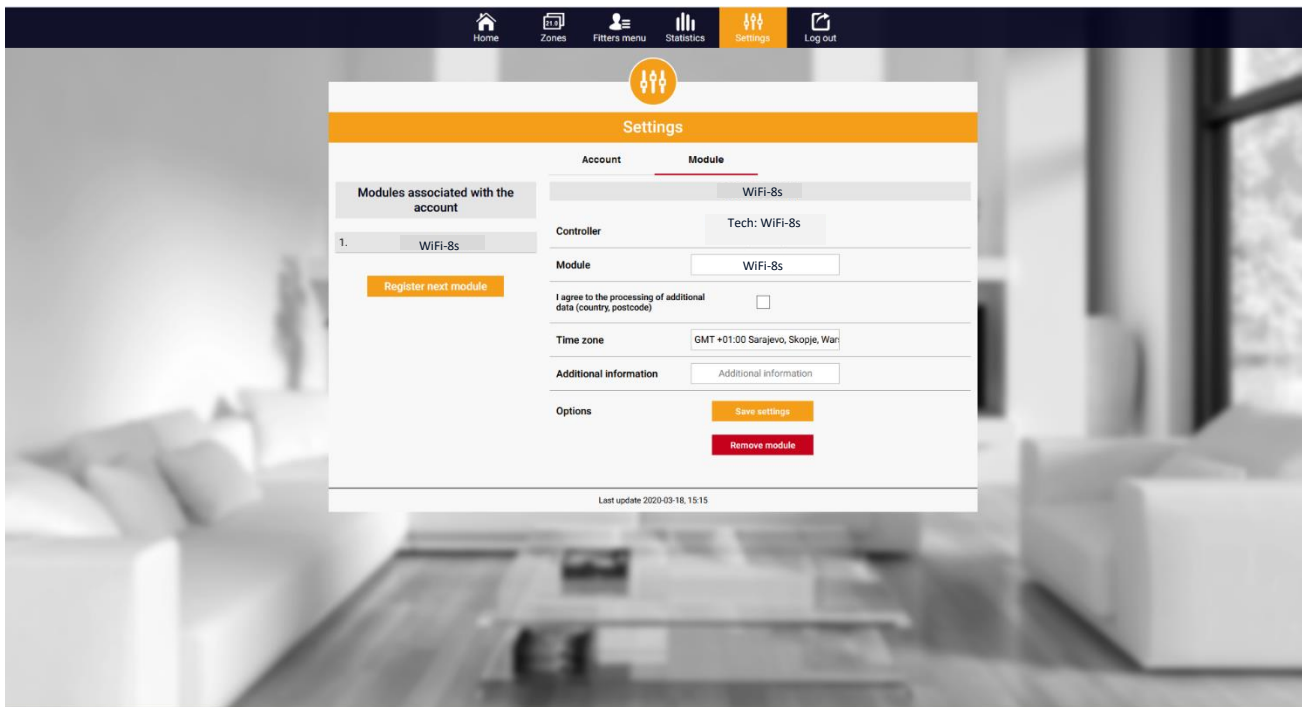 21.0
Home
Zones
Fitters menu
Statistics
Settings
Log out
Settings
Account
Module
Modules associated with the
account
1. WiFi-8s
Register next module
WiFi-8s
Controller
Tech: WiFi-8s
Module
WiFi-8s
I agree to the processing of additional
data (country, postcode)
Time zone
GMT +01:00 Sarajevo, Skopje, War
Additional information
Additional information
Options
Save settings
Remove module
Last update 2020-03-18, 15:15